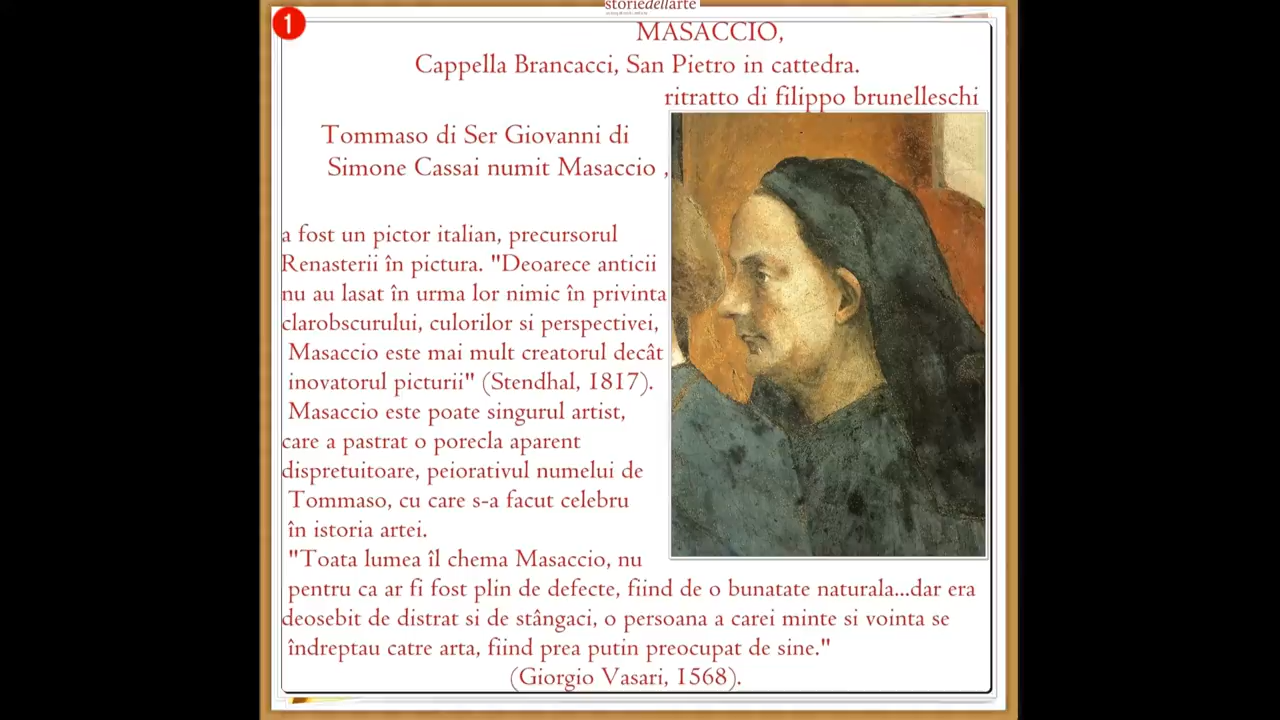 storiedellarte
1
MASACCIO,
Cappella Brancacci, San Pietro in cattedra.
ritratto di filippo brunelleschi
Tommaso di Ser Giovanni di
Simone Cassai numit Masaccio ,
a fost un pictor italian, precursorul
Renasterii în pictura. "Deoarece anticii
nu au lasat în urma lor nimic în privinta
clarobscurului, culorilor si perspectivei,
Masaccio este mai mult creatorul decât
inovatorul picturii" (Stendhal, 1817).
Masaccio este poate singurul artist,
care a pastrat o porecla aparent
dispretuitoare, peiorativul numelui de
Tommaso, cu care s-a facut celebru
în istoria artei.
"Toata lumea îl chema Masaccio, nu
pentru ca ar fi fost plin de defecte, fiind de o bunatate naturala...dar era
deosebit de distrat si de stângaci, o persoana a carei minte si vointa se
îndreptau catre arta, fiind prea putin preocupat de sine."
(Giorgio Vasari, 1568).